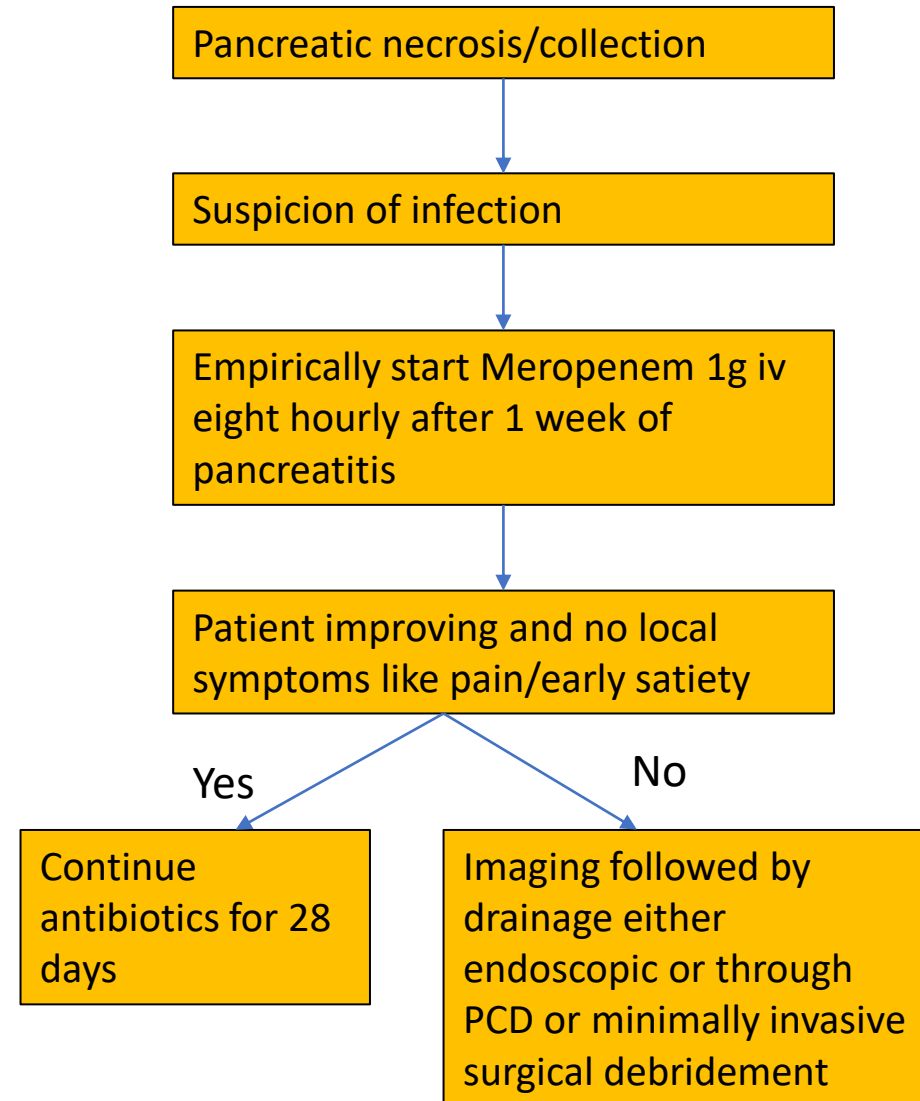 Pancreatic necrosis/collection
Suspicion of infection
Empirically start Meropenem 1g iv
eight hourly after 1 week of
pancreatitis
Patient improving and no local
symptoms like pain/early satiety
Yes
No
Continue
antibiotics for 28
days
Imaging followed by
drainage either
endoscopic or through
PCD or minimally invasive
surgical debridement